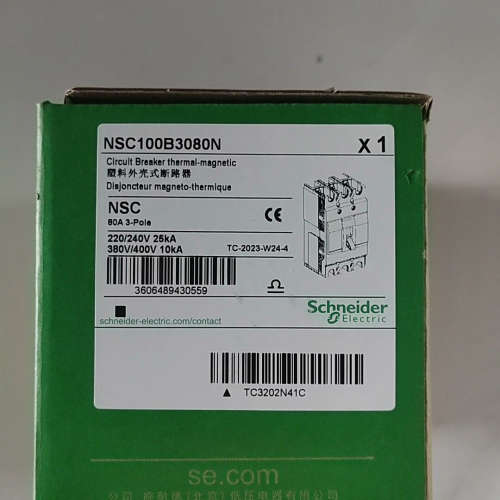 NSC100B3080N
X 1
Circuit Breaker thermal-magnetic
塑料外壳式断路器
Disjoncteur magneto-thermique
NSC
80A 3-Pole
CE
220/240V 25kA
380V/400V 10kA
TC-2023-W24-4
3606489430559
schneider-electric.com/contact
Schneider
Electric
▲ TC3202N41C
se.com